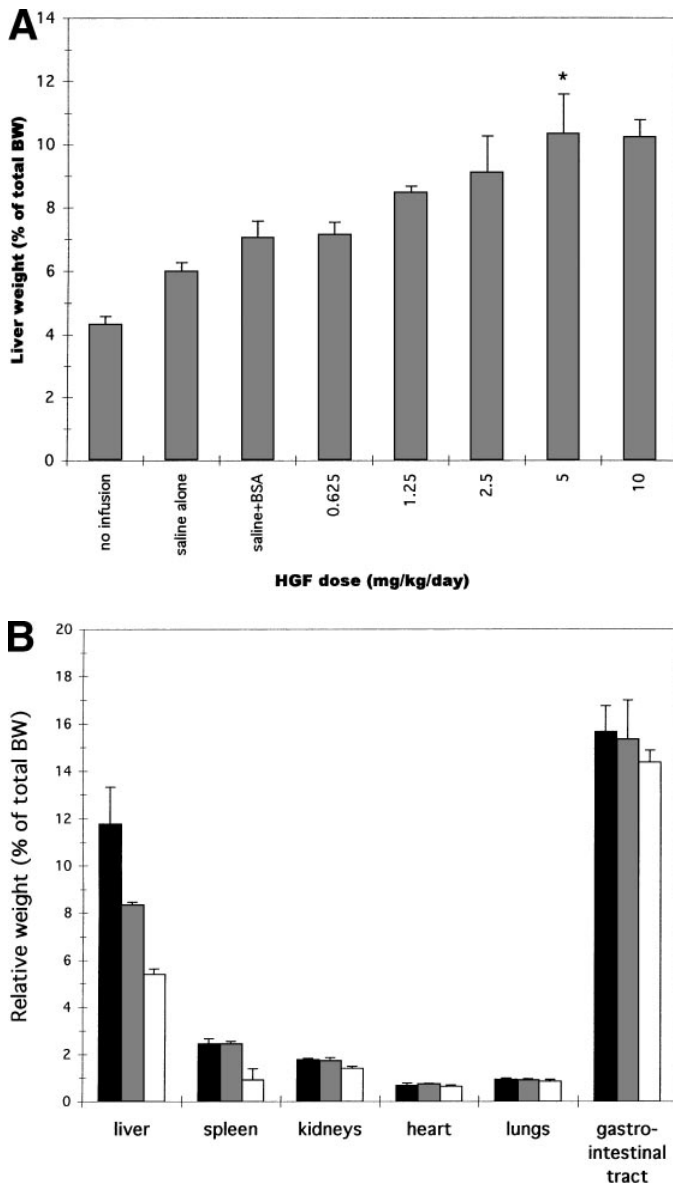 A
Liver weight (% of total BW)
14
12
10
8
6
4
2
0
*
no infusion
saline alone
saline+BSA
0.625
1.25
2.5
5
10
HGF dose (mg/kg/day)
B
Relative weight (% of total BW)
20
18
16
14
12
10
8
6
4
2
0
liver
spleen
kidneys
heart
lungs
gastro-
intestinal
tract